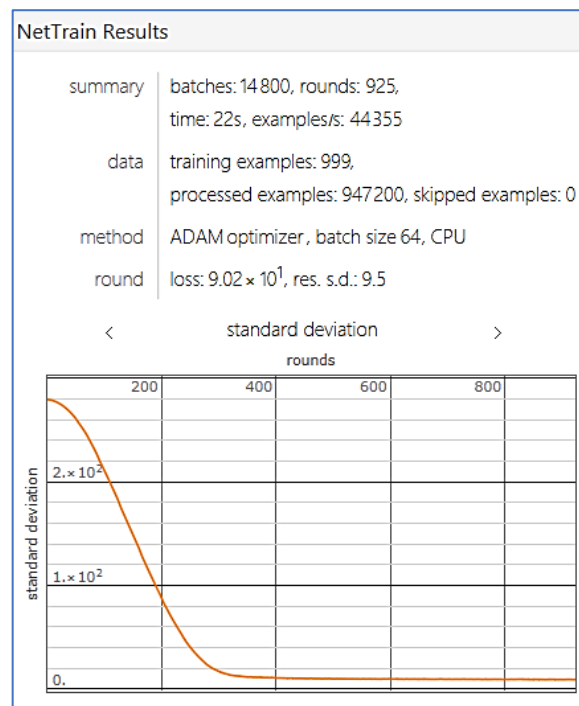 NetTrain Results
summary batches: 14800, rounds: 925,
time: 22s, examples/s: 44355
data training examples: 999,
processed examples: 947200, skipped examples: 0
method ADAM optimizer, batch size 64, CPU
round loss: 9.02 × 10¹, res. s.d.: 9.5
< standard deviation >
rounds
200 400 600 800
2.×10²
1.×10²
0.
standard deviation